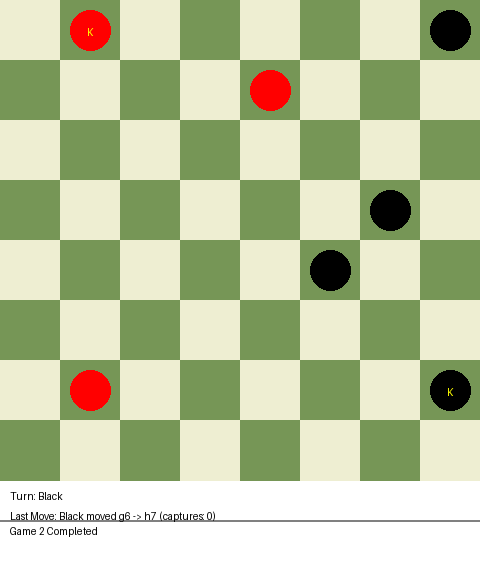 K
K
Turn: Black
Last Move: Black moved g6 -> h7 (captures: 0)
Game 2 Completed